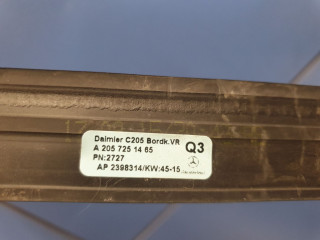 Daimler C205 Bordk.VR Q3
A 205 725 14 65
PN:2727
AP 2398314/KW:45-15